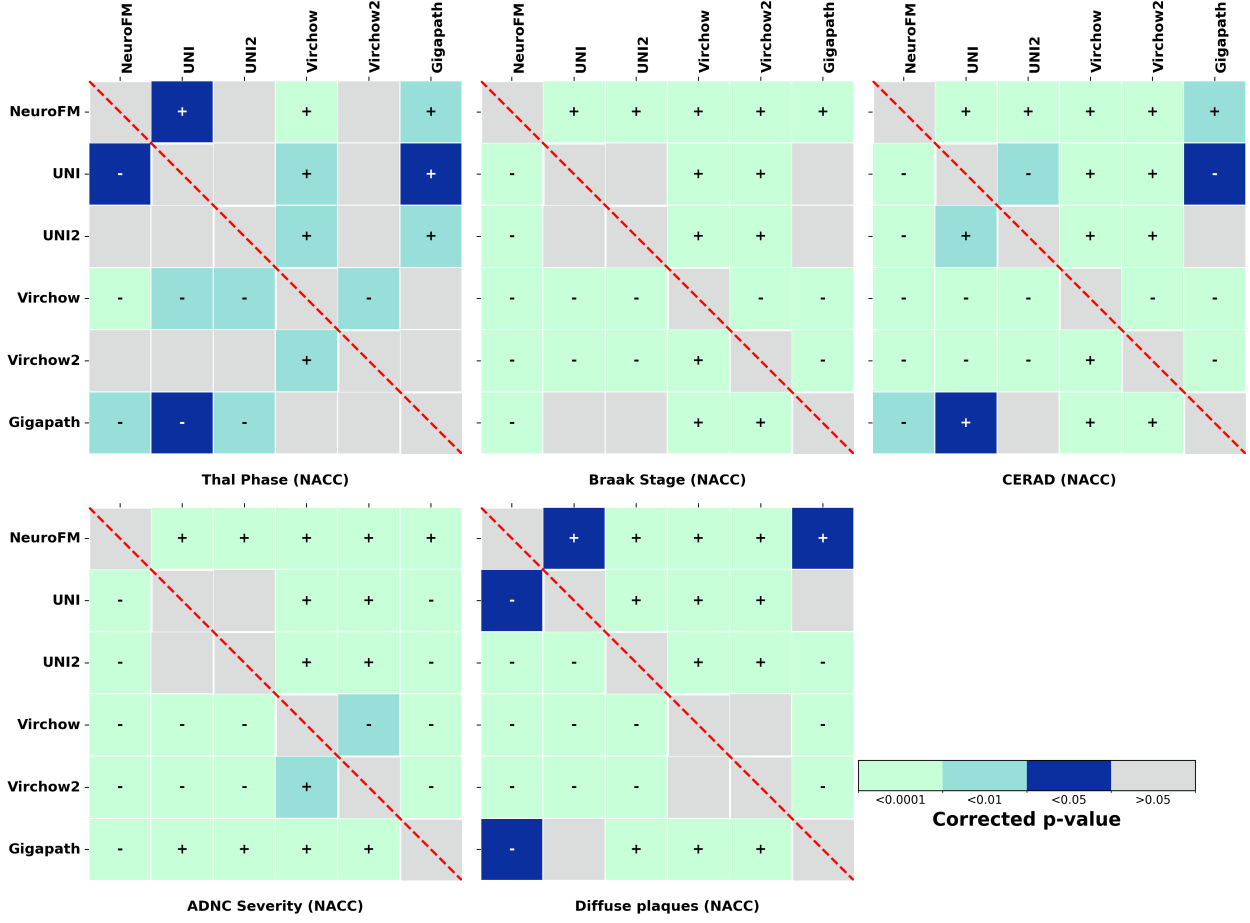 NeuroFM UNI UNI2 Virchow Virchow2 Gigapath NeuroFM UNI UNI2 Virchow Virchow2 Gigapath NeuroFM UNI UNI2 Virchow Virchow2 Gigapath
NeuroFM + + + + + + + + + + + + +
UNI - + + - + + - - + + -
UNI2 + + - + + - + + +
Virchow - - - - - - - - - - - - - -
Virchow2 + - - - + - - - - + -
Gigapath - - - - + + - + + +
Thal Phase (NACC) Braak Stage (NACC) CERAD (NACC)
NeuroFM + + + + + + + + + +
UNI - + + - - + + +
UNI2 - + + - - - + + -
Virchow - - - - - - - - -
Virchow2 - - - + - - - - -
Gigapath - + + + + - + + +
ADNC Severity (NACC) Diffuse plaques (NACC)
<0.0001 <0.01 <0.05 >0.05
Corrected p-value